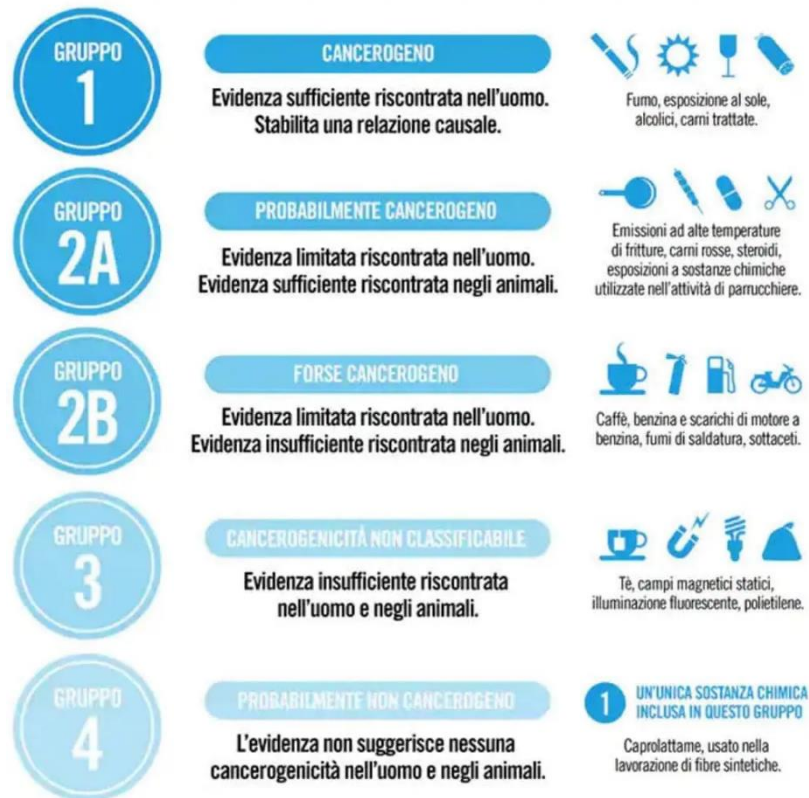 GRUPPO
1
CANCEROGENO
Evidenza sufficiente riscontrata nell'uomo.
Stabilita una relazione causale.
Fumo, esposizione al sole,
alcolici, carni trattate.
GRUPPO
2A
PROBABILMENTE CANCEROGENO
Evidenza limitata riscontrata nell'uomo.
Evidenza sufficiente riscontrata negli animali.
Emissioni ad alte temperature
di fritture, carni rosse, steroidi,
esposizioni a sostanze chimiche
utilizzate nell'attività di parrucchiere.
GRUPPO
2B
FORSE CANCEROGENO
Evidenza limitata riscontrata nell'uomo.
Evidenza insufficiente riscontrata negli animali.
Caffè, benzina e scarichi di motore a
benzina, fumi di saldatura, sottaceti.
GRUPPO
3
CANCEROGENICITÀ NON CLASSIFICABILE
Evidenza insufficiente riscontrata
nell'uomo e negli animali.
Tè, campi magnetici statici,
illuminazione fluorescente, polietilene.
GRUPPO
4
PROBABILMENTE NON CANCEROGENO
L'evidenza non suggerisce nessuna
cancerogenicità nell'uomo e negli animali.
1
UN'UNICA SOSTANZA CHIMICA
INCLUSA IN QUESTO GRUPPO
Caprolattame, usato nella
lavorazione di fibre sintetiche.